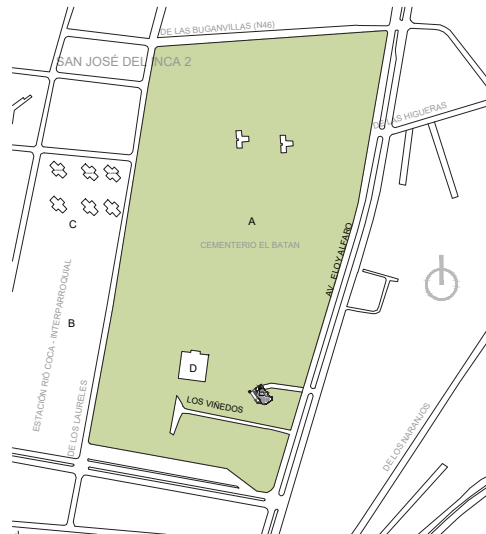 DE LAS BUGANVILLAS (N46)
SAN JOSÉ DEL INCA 2
DE LAS HIGUERAS
A
C
CEMENTERIO EL BATAN
AV. ELOY ALFARO
B
ESTACIÓN RIÓ COCA - INTERPARROQUIAL
D
DE LOS LAURELES
LOS VIÑEDOS
DE LOS NARANJOS